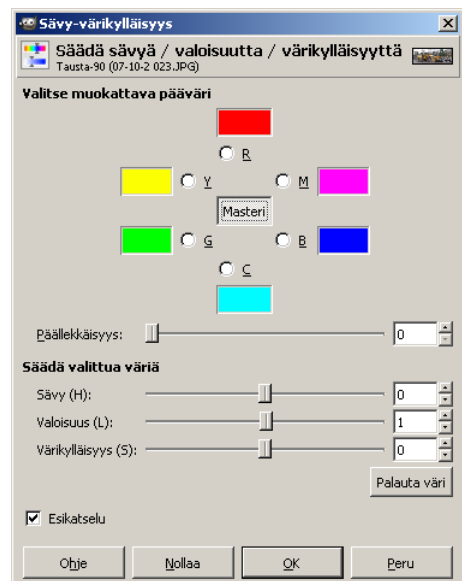 Sävy-värikylläisyys
Säädä sävyä / valoisuutta / värikylläisyyttä
Tausta-90 (07-10-2 023.JPG)
Valitse muokattava pääväri
R
Y M
Masteri
G B
C
Päällekkäisyys: 0
Säädä valittua väriä
Sävy (H): 0
Valoisuus (L): 1
Värikylläisyys (S): 0
Palauta väri
Esikatselu
Ohje Nollaa OK Peru